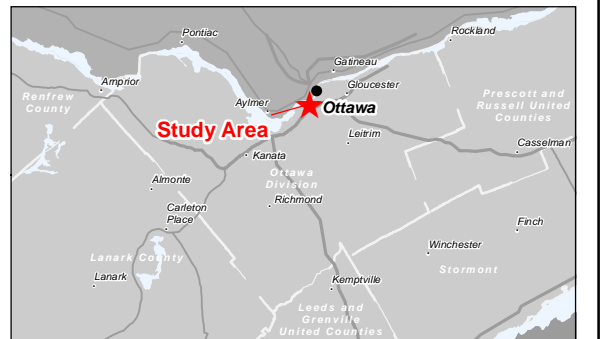 Rockland
Pontiac
Gatineau
Arnprior
Gloucester
Renfrew
County
Prescott and
Russell United
Counties
Aylmer
Ottawa
Study Area
Leitrim
Casselman
Kanata
Ottawa
Division
Almonte
Richmond
Carleton
Place
Finch
Winchester
Lanark County
Stormont
Lanark
Kemptville
Leeds and
Grenville
United Counties